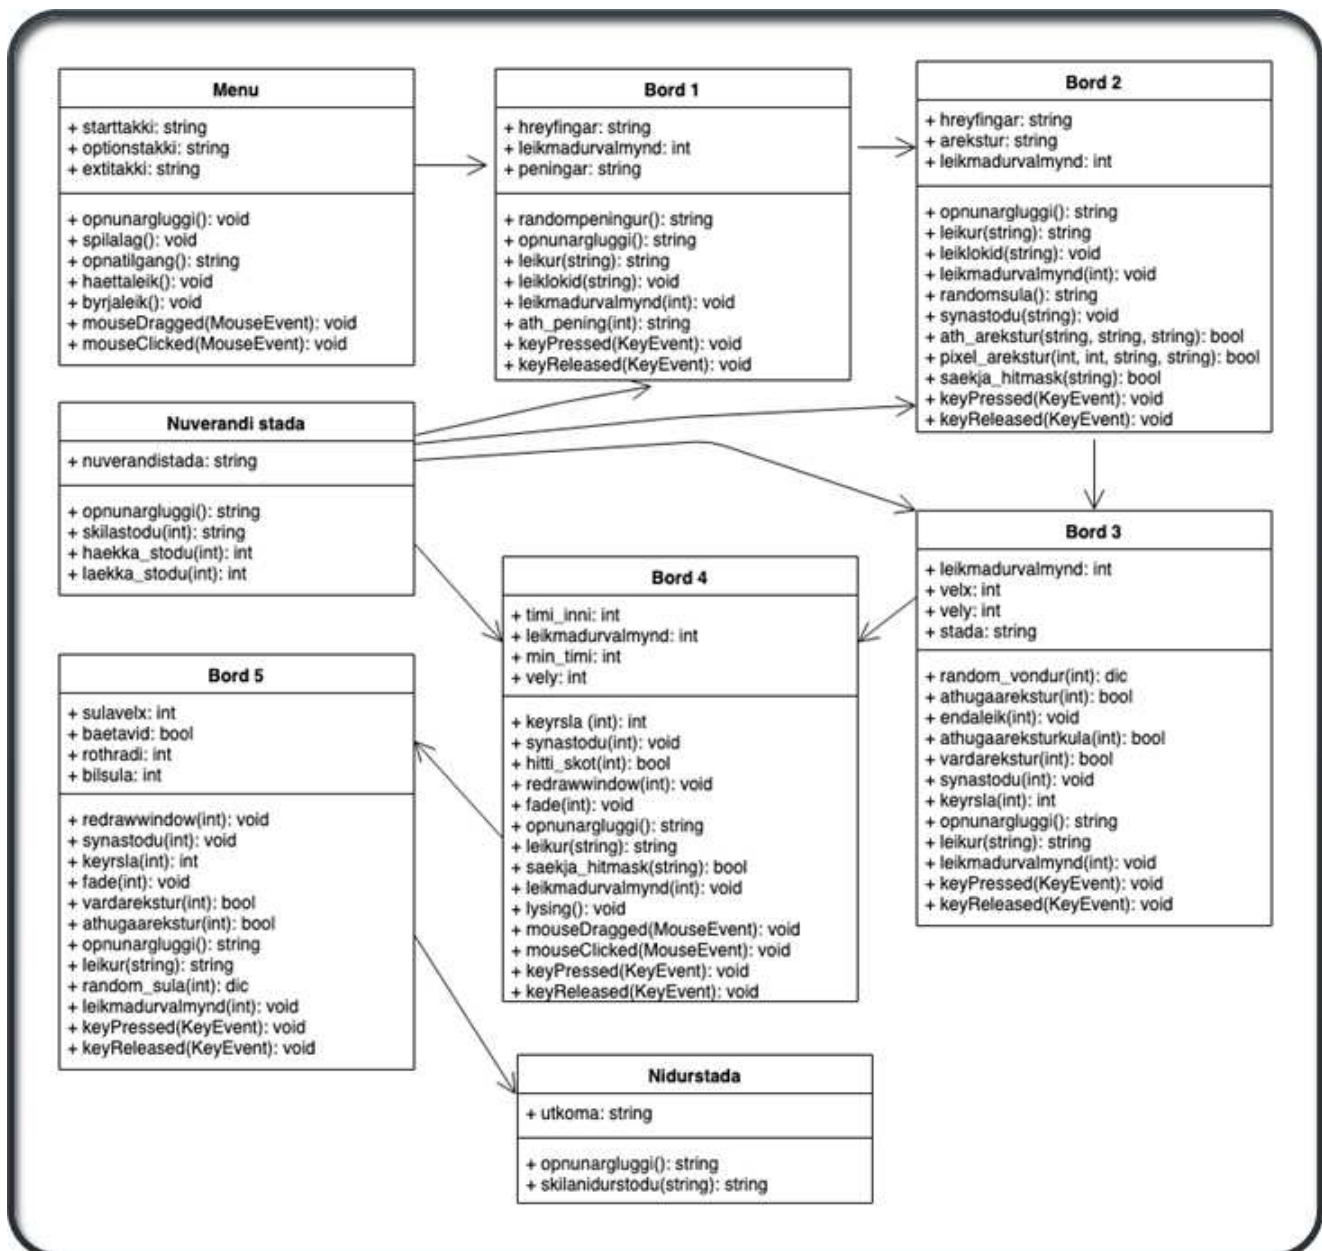 Menu
+ starttakki: string
+ optionstakki: string
+ extitakki: string
+ opnunargluggi(): void
+ spilalag(): void
+ opnatilgang(): string
+ haettaleik(): void
+ byrjaleik(): void
+ mouseDragged(MouseEvent): void
+ mouseClicked(MouseEvent): void
Bord 1
+ hreyfingar: string
+ leikmadurvalmynd: int
+ peningar: string
+ randompeningur(): string
+ opnunargluggi(): string
+ leikur(string): string
+ leiklokid(string): void
+ leikmadurvalmynd(int): void
+ ath_pening(int): string
+ keyPressed(KeyEvent): void
+ keyReleased(KeyEvent): void
Bord 2
+ hreyfingar: string
+ arekstur: string
+ leikmadurvalmynd: int
+ opnunargluggi(): string
+ leikur(string): string
+ leiklokid(string): void
+ leikmadurvalmynd(int): void
+ randomsula(): string
+ synastodu(string): void
+ ath_arekstur(string, string, string): bool
+ pixel_arekstur(int, int, string, string): bool
+ saekja_hitmask(string): bool
+ keyPressed(KeyEvent): void
+ keyReleased(KeyEvent): void
Nuverandi stada
+ nuverandistada: string
+ opnunargluggi(): string
+ skilastodu(int): string
+ haekka_stodu(int): int
+ laekka_stodu(int): int
Bord 3
+ leikmadurvalmynd: int
+ velx: int
+ vely: int
+ stada: string
+ random_vondur(int): dic
+ athugaarekstur(int): bool
+ endaleik(int): void
+ athugaareksturkula(int): bool
+ vardarekstur(int): bool
+ synastodu(int): void
+ keyrsla(int): int
+ opnunargluggi(): string
+ leikur(string): string
+ leikmadurvalmynd(int): void
+ keyPressed(KeyEvent): void
+ keyReleased(KeyEvent): void
Bord 4
+ timi_inni: int
+ leikmadurvalmynd: int
+ min_timi: int
+ vely: int
+ keyrsla (int): int
+ synastodu(int): void
+ hitti_skot(int): bool
+ redrawwindow(int): void
+ fade(int): void
+ opnunargluggi(): string
+ leikur(string): string
+ saekja_hitmask(string): bool
+ leikmadurvalmynd(int): void
+ lysing(): void
+ mouseDragged(MouseEvent): void
+ mouseClicked(MouseEvent): void
+ keyPressed(KeyEvent): void
+ keyReleased(KeyEvent): void
Bord 5
+ sulavelx: int
+ baetavid: bool
+ rothradi: int
+ bilsula: int
+ redrawwindow(int): void
+ synastodu(int): void
+ keyrsla(int): int
+ fade(int): void
+ vardarekstur(int): bool
+ athugaarekstur(int): bool
+ opnunargluggi(): string
+ leikur(string): string
+ random_sula(int): dic
+ leikmadurvalmynd(int): void
+ keyPressed(KeyEvent): void
+ keyReleased(KeyEvent): void
Nidurstada
+ utkoma: string
+ opnunargluggi(): string
+ skilanidurstodu(string): string